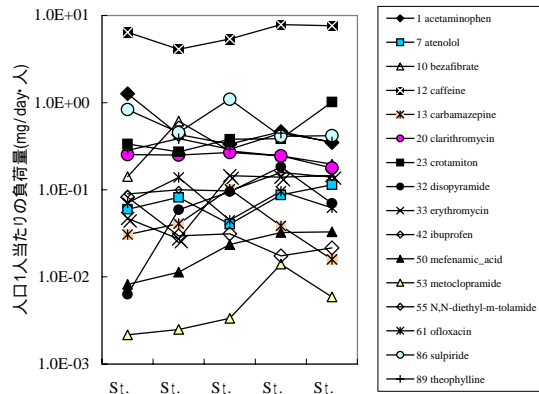 人口1人当たりの負荷量(mg/day・人)
1.0E+01
1.0E+00
1.0E-01
1.0E-02
1.0E-03
St. St. St. St. St.
1 acetaminophen
7 atenolol
10 bezafibrate
12 caffeine
13 carbamazepine
20 clarithromycin
23 crotamiton
32 disopyramide
33 erythromycin
42 ibuprofen
50 mefenamic_acid
53 metoclopramide
55 N,N-diethyl-m-tolamide
61 ofloxacin
86 sulpiride
89 theophylline